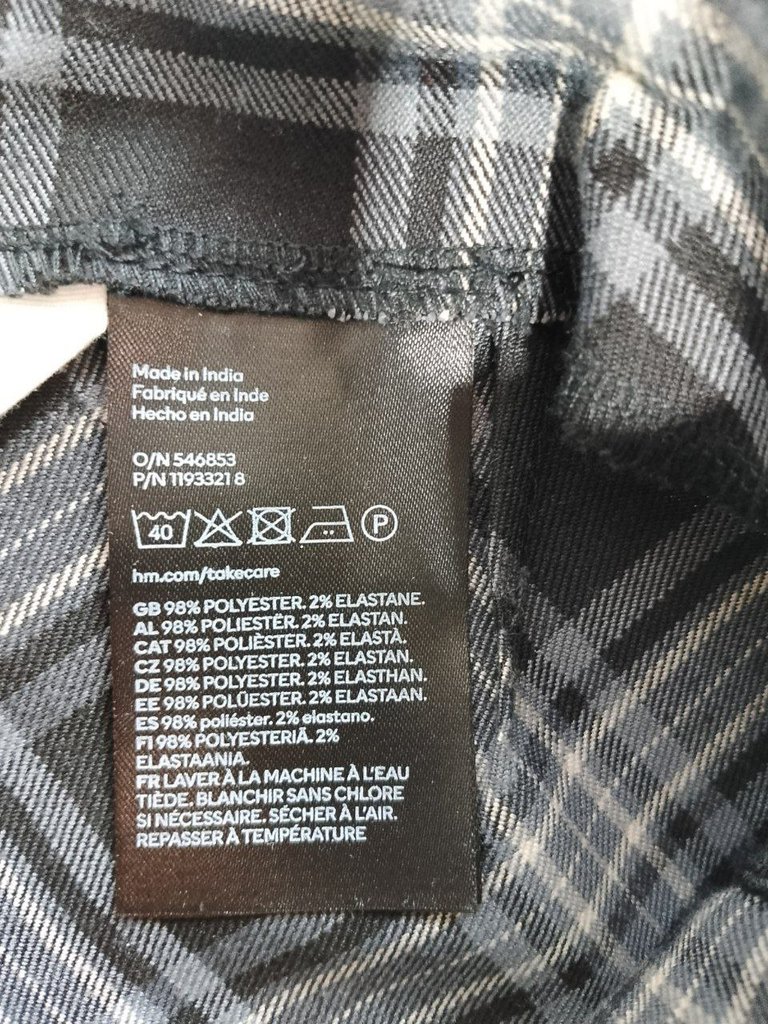 Made in India
Fabriqué en Inde
Hecho en India
O/N 546853
P/N 1193321 8
40 P
hm.com/takecare
GB 98% POLYESTER. 2% ELASTANE.
AL 98% POLIESTËR. 2% ELASTAN.
CAT 98% POLIÈSTER. 2% ELASTÀ.
CZ 98% POLYESTER. 2% ELASTAN.
DE 98% POLYESTER. 2% ELASTHAN.
EE 98% POLÜESTER. 2% ELASTAAN.
ES 98% poliéster. 2% elastano.
FI 98% POLYESTERIÄ. 2%
ELASTAANIA.
FR LAVER À LA MACHINE À L'EAU
TIÈDE. BLANCHIR SANS CHLORE
SI NÉCESSAIRE. SÉCHER À L'AIR.
REPASSER À TEMPÉRATURE